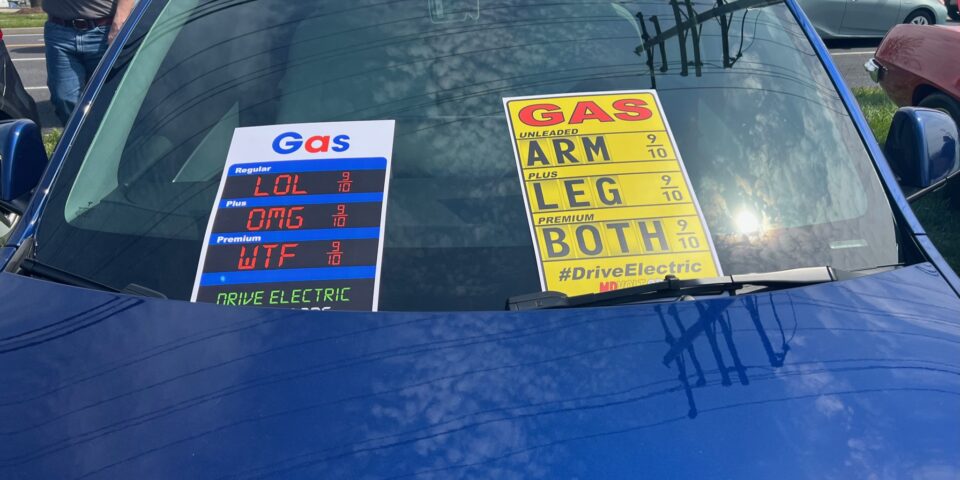 Gas
Regular
LOL 9/10
Plus
OMG 9/10
Premium
WTF 9/10
DRIVE ELECTRIC
GAS
UNLEADED
ARM 9/10
PLUS
LEG 9/10
PREMIUM
BOTH 9/10
#DriveElectric